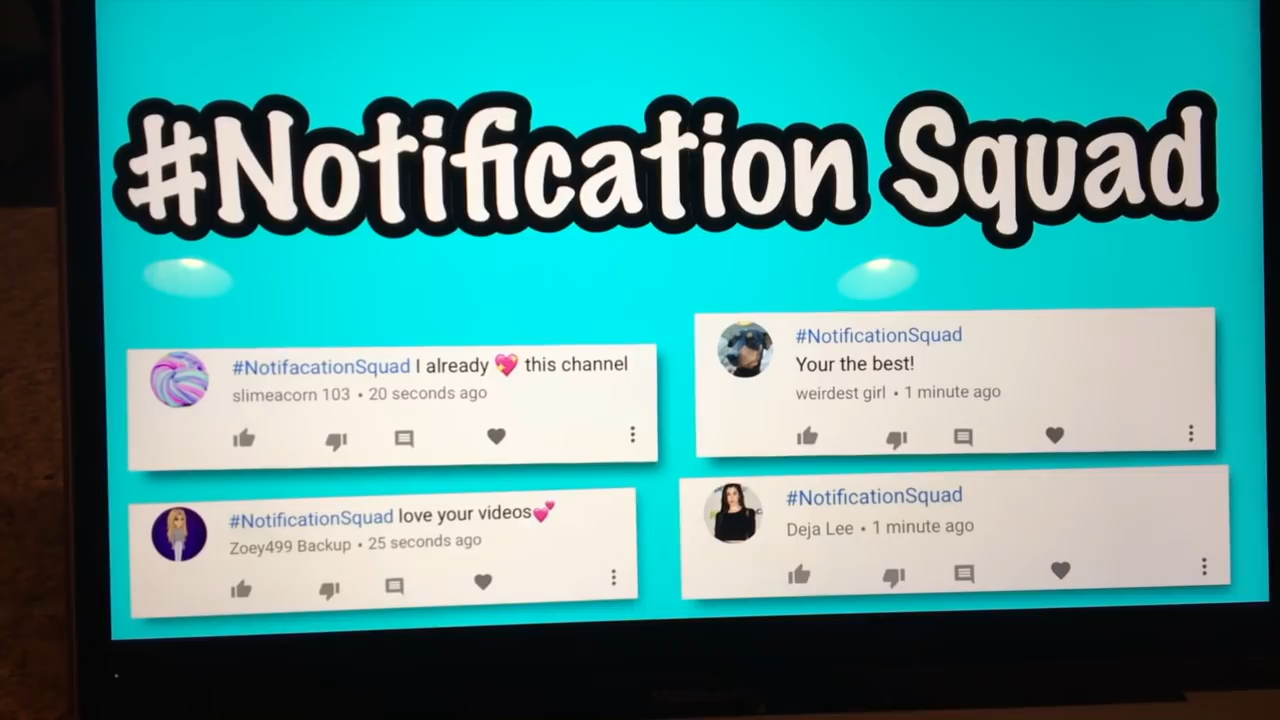 #Notification Squad
#NotifacationSquad I already 💖 this channel
slimeacorn 103 • 20 seconds ago
#NotificationSquad
Your the best!
weirdest girl • 1 minute ago
#NotificationSquad love your videos💕
Zoey499 Backup • 25 seconds ago
#NotificationSquad
Deja Lee • 1 minute ago